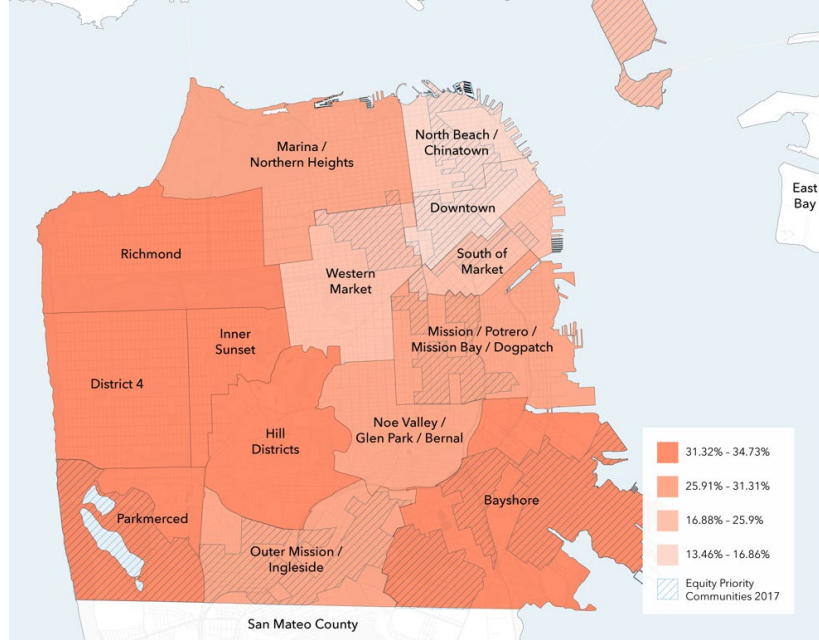 North Beach /
Chinatown
Marina /
Northern Heights
East
Bay
Downtown
Richmond
South of
Market
Western
Market
Inner
Sunset
Mission / Potrero /
Mission Bay / Dogpatch
District 4
Noe Valley /
Glen Park / Bernal
Hill
Districts
31.32% - 34.73%
25.91% - 31.31%
16.88% - 25.9%
13.46% - 16.86%
Equity Priority
Communities 2017
Bayshore
Parkmerced
Outer Mission /
Ingleside
San Mateo County